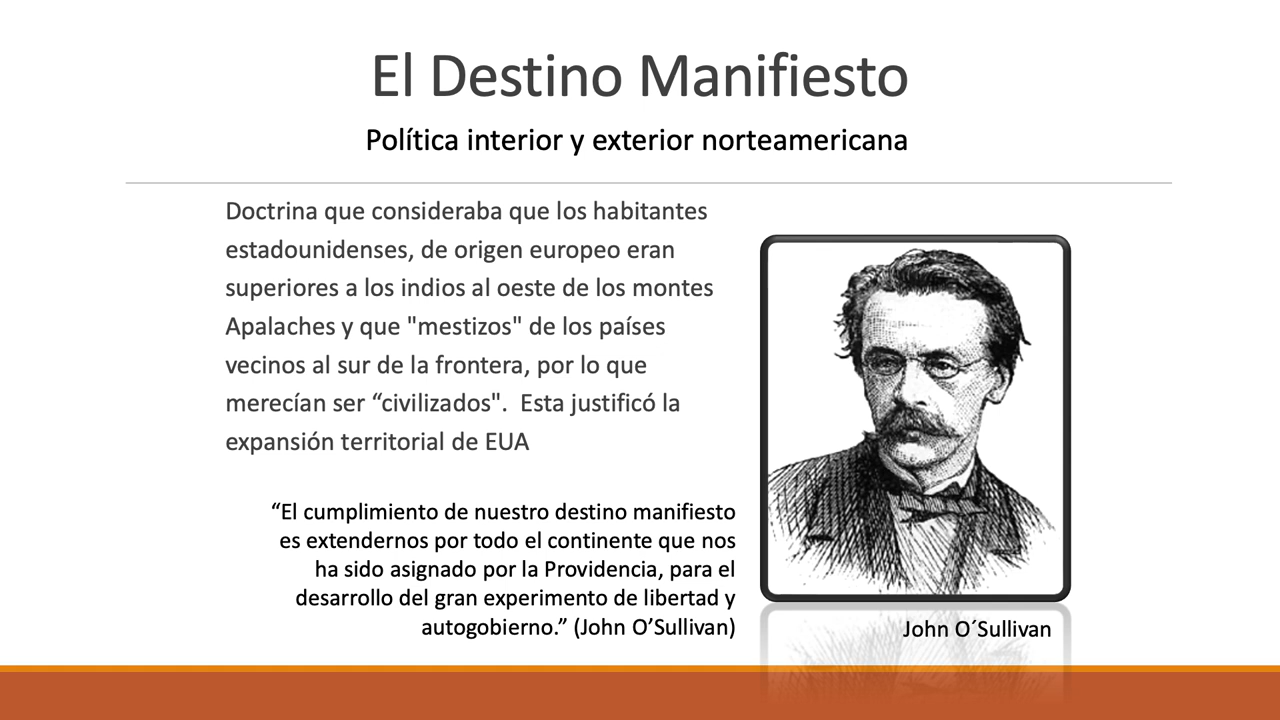 El Destino Manifiesto
Política interior y exterior norteamericana
Doctrina que consideraba que los habitantes
estadounidenses, de origen europeo eran
superiores a los indios al oeste de los montes
Apalaches y que "mestizos" de los países
vecinos al sur de la frontera, por lo que
merecían ser “civilizados".  Esta justificó la
expansión territorial de EUA
“El cumplimiento de nuestro destino manifiesto
es extendernos por todo el continente que nos
ha sido asignado por la Providencia, para el
desarrollo del gran experimento de libertad y
autogobierno.” (John O’Sullivan)
John O´Sullivan